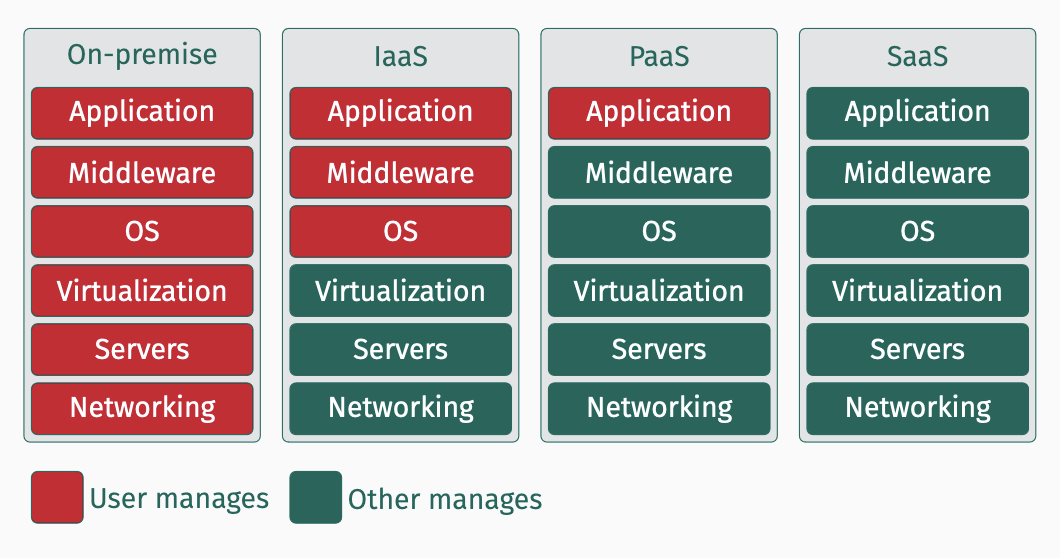 On-premise
Application
Middleware
OS
Virtualization
Servers
Networking
IaaS
Application
Middleware
OS
Virtualization
Servers
Networking
PaaS
Application
Middleware
OS
Virtualization
Servers
Networking
SaaS
Application
Middleware
OS
Virtualization
Servers
Networking
User manages
Other manages